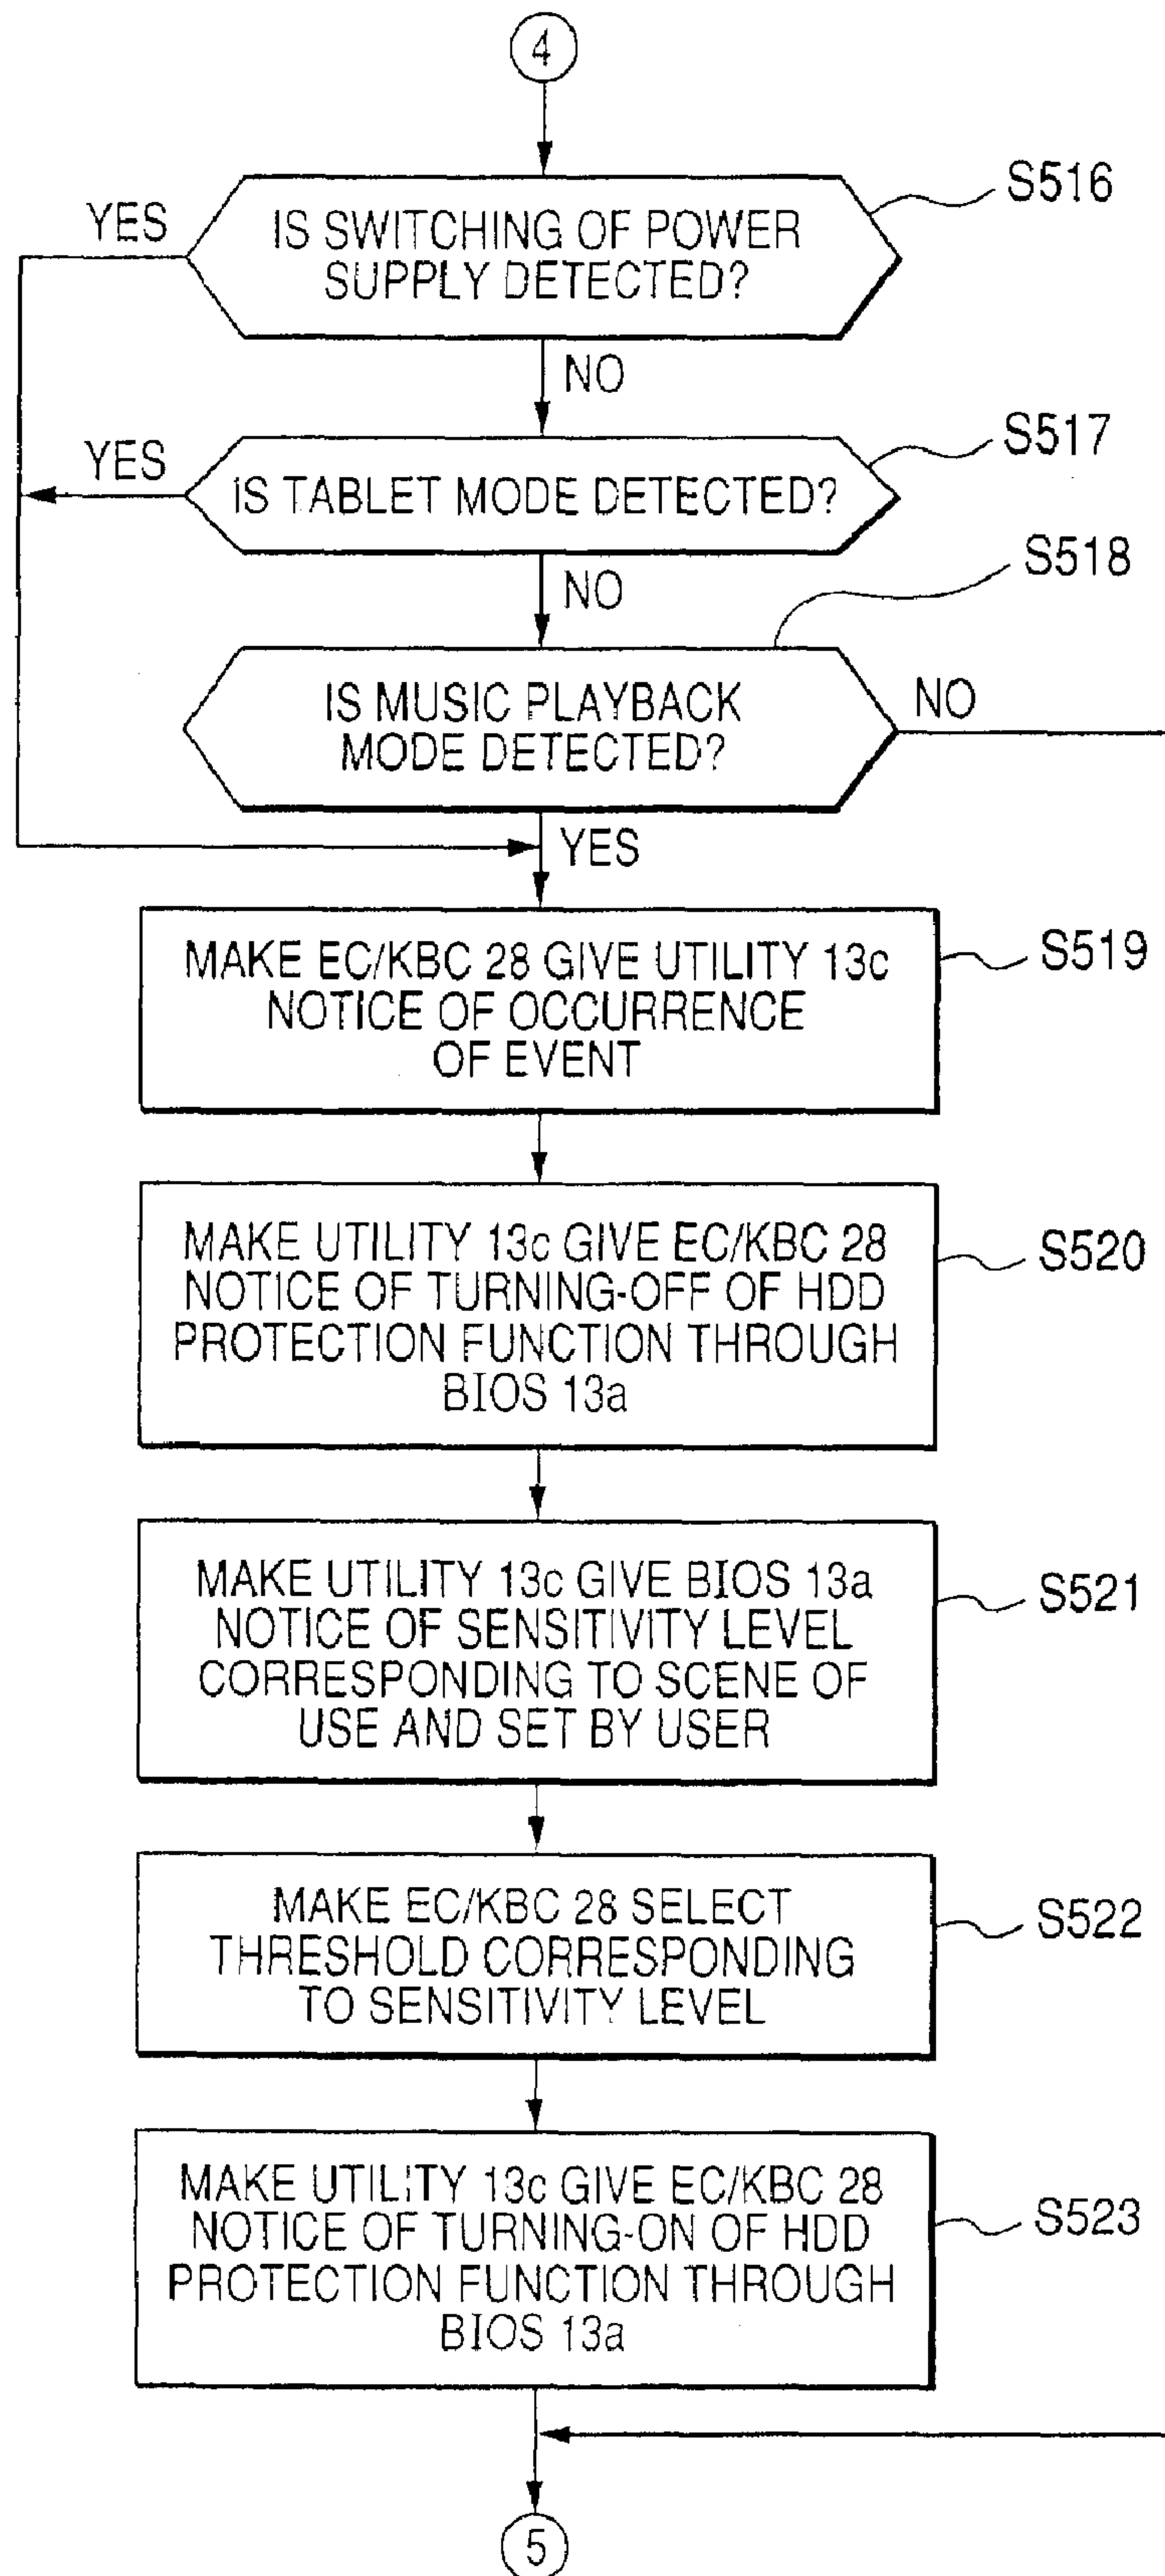 4
S516
YES
IS SWITCHING OF POWER
SUPPLY DETECTED?
NO
S517
YES
IS TABLET MODE DETECTED?
S518
NO
IS MUSIC PLAYBACK
MODE DETECTED?
NO
YES
MAKE EC/KBC 28 GIVE UTILITY 13c
NOTICE OF OCCURRENCE
OF EVENT
S519
MAKE UTILITY 13c GIVE EC/KBC 28
NOTICE OF TURNING-OFF OF HDD
PROTECTION FUNCTION THROUGH
BIOS 13a
S520
MAKE UTILITY 13c GIVE BIOS 13a
NOTICE OF SENSITIVITY LEVEL
CORRESPONDING TO SCENE OF
USE AND SET BY USER
S521
MAKE EC/KBC 28 SELECT
THRESHOLD CORRESPONDING
TO SENSITIVITY LEVEL
S522
MAKE UTILITY 13c GIVE EC/KBC 28
NOTICE OF TURNING-ON OF HDD
PROTECTION FUNCTION THROUGH
BIOS 13a
S523
5